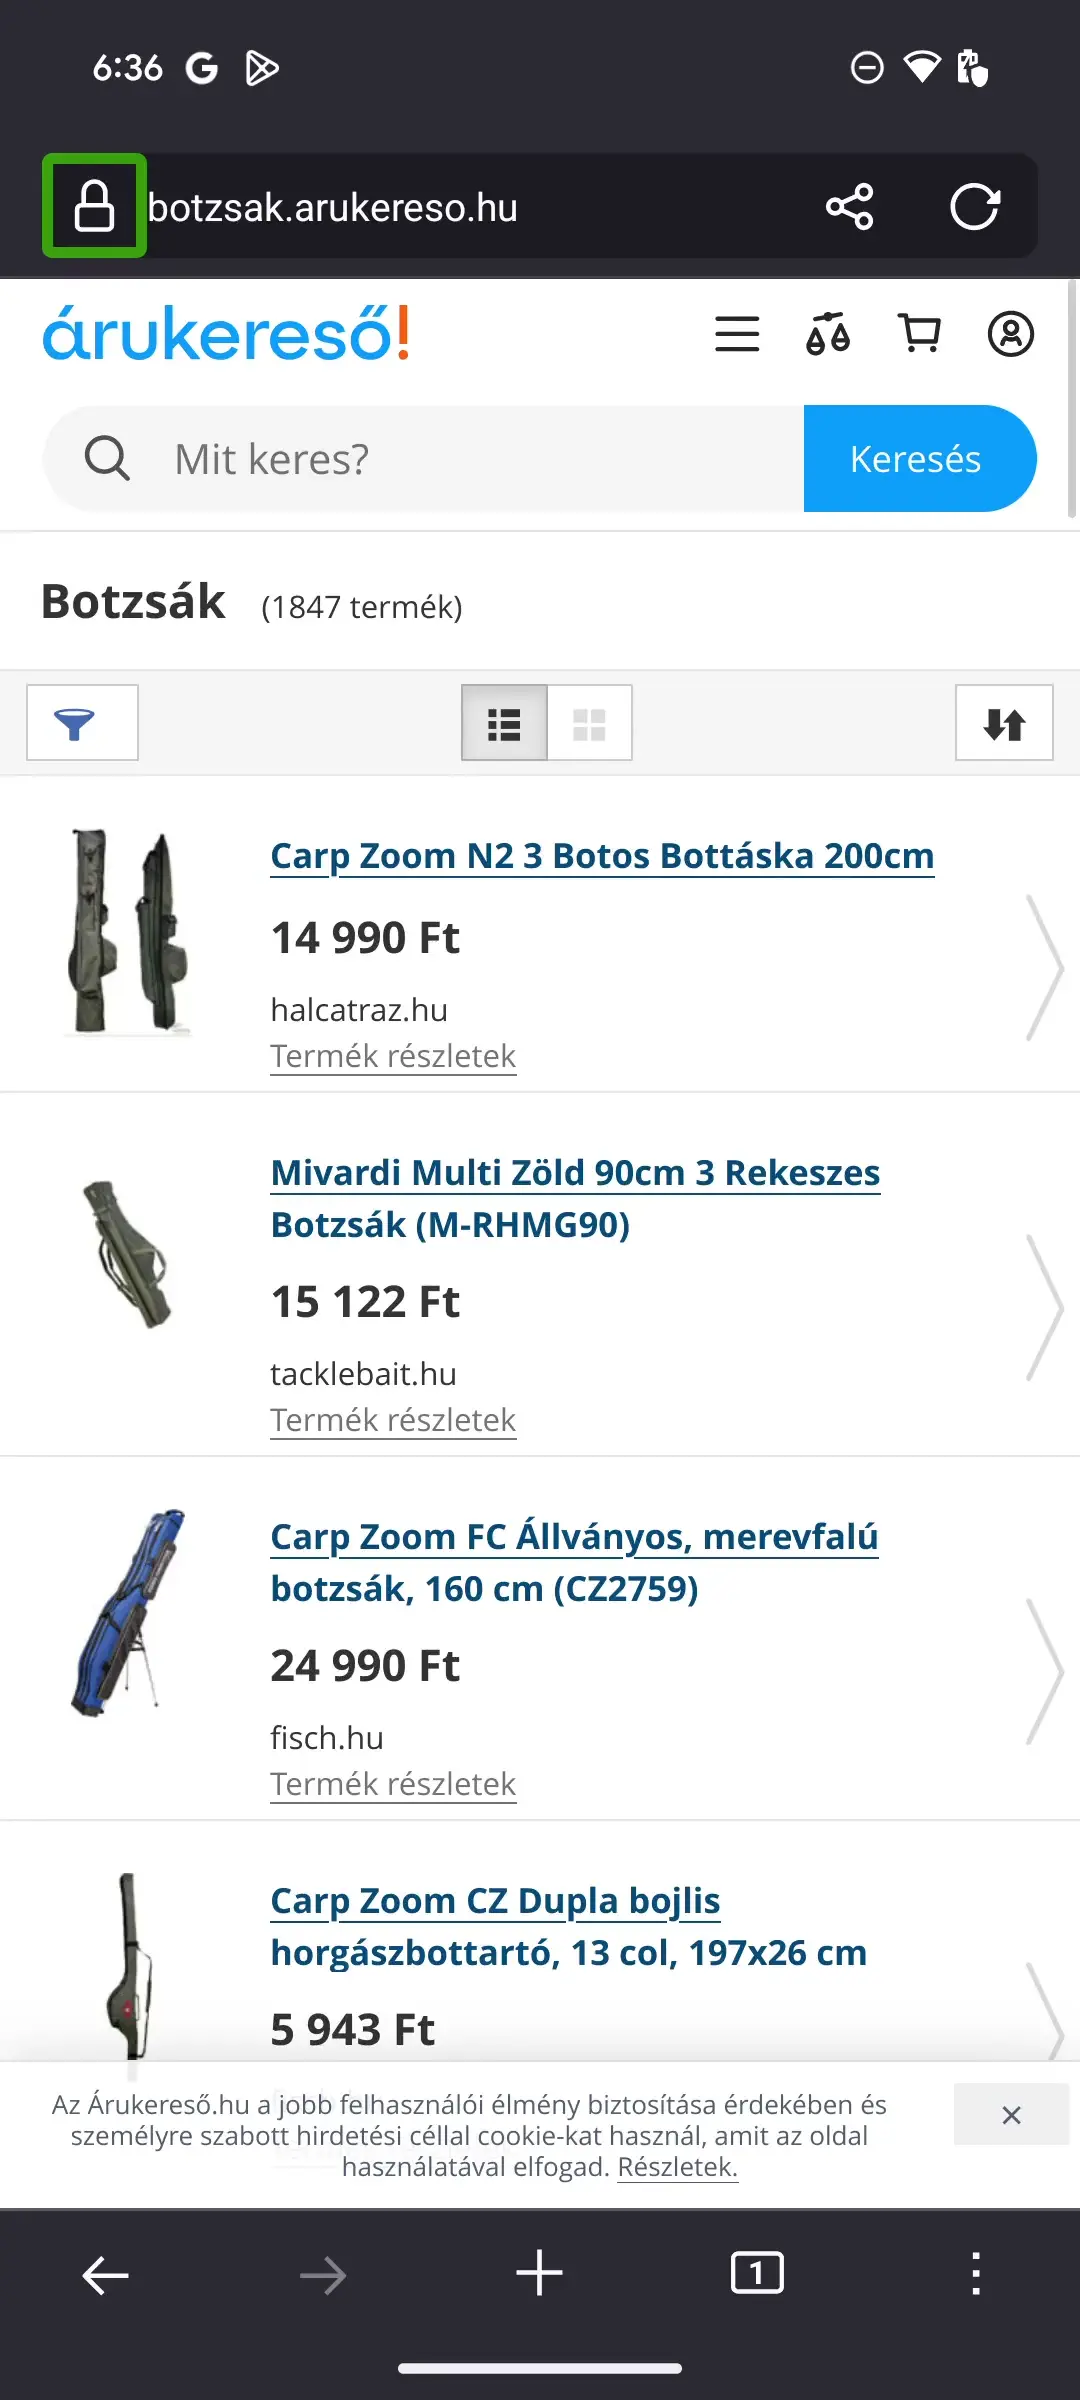 6:36
botzsak.arukereso.hu
árukereső!
Mit keres?
Keresés
Botzsák (1847 termék)
Carp Zoom N2 3 Botos Bottáska 200cm
14 990 Ft
halcatraz.hu
Termék részletek
Mivardi Multi Zöld 90cm 3 Rekeszes
Botzsák (M-RHMG90)
15 122 Ft
tacklebait.hu
Termék részletek
Carp Zoom FC Állványos, merevfalú
botzsák, 160 cm (CZ2759)
24 990 Ft
fisch.hu
Termék részletek
Carp Zoom CZ Dupla bojlis
horgászbottartó, 13 col, 197x26 cm
5 943 Ft
Az Árukereső.hu a jobb felhasználói élmény biztosítása érdekében és
személyre szabott hirdetési céllal cookie-kat használ, amit az oldal
használatával elfogad. Részletek.
1